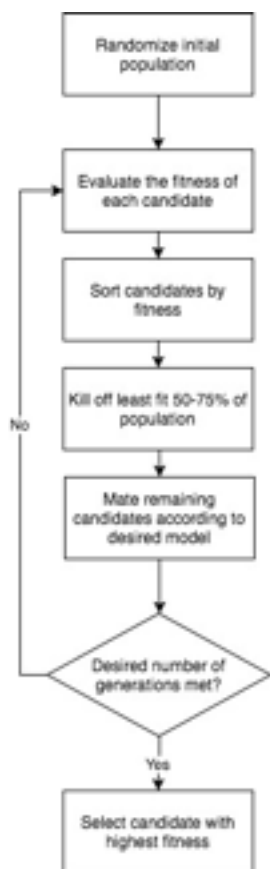 Randomize initial
population
Evaluate the fitness of
each candidate
Sort candidates by
fitness
Kill off least fit 50-75% of
population
No
Mate remaining
candidates according to
desired model
Desired number of
generations met?
Yes
Select candidate with
highest fitness